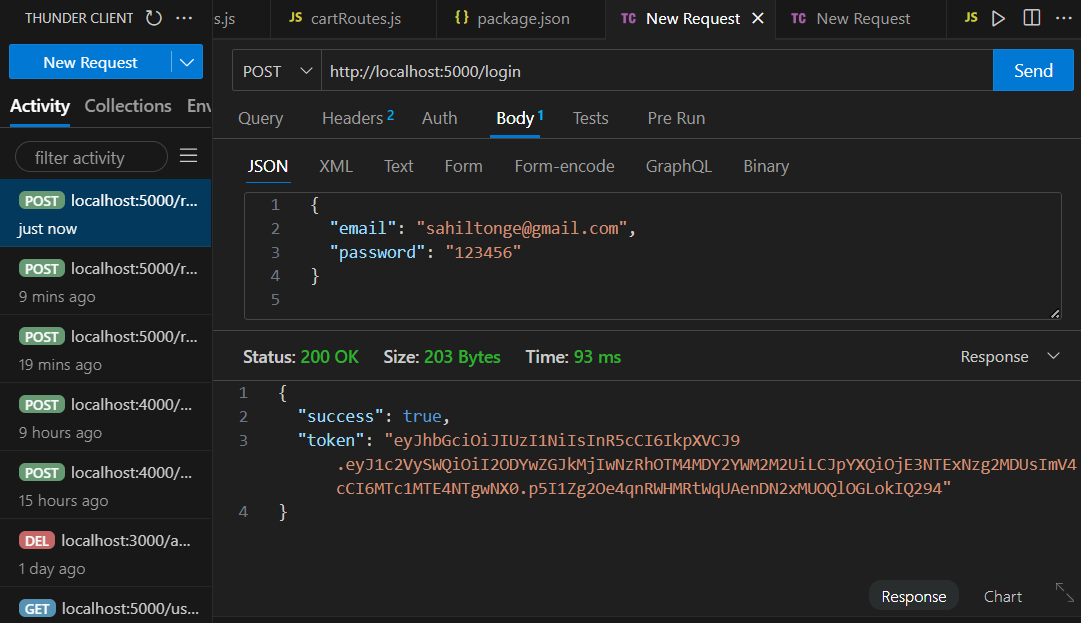 THUNDER CLIENT
New Request
Activity Collections Env
filter activity
POST localhost:5000/r...
just now
POST localhost:5000/r...
9 mins ago
POST localhost:5000/r...
19 mins ago
POST localhost:4000/...
9 hours ago
POST localhost:4000/...
15 hours ago
DEL localhost:3000/a...
1 day ago
GET localhost:5000/us...
s.js JS cartRoutes.js {} package.json TC New Request TC New Request JS
POST http://localhost:5000/login Send
Query Headers 2 Auth Body 1 Tests Pre Run
JSON XML Text Form Form-encode GraphQL Binary
1 {
2 "email": "sahiltonge@gmail.com",
3 "password": "123456"
4 }
5
Status: 200 OK Size: 203 Bytes Time: 93 ms Response
1 {
2 "success": true,
3 "token": "eyJhbGciOiJIUzI1NiIsInR5cCI6IkpXVCJ9
.eyJ1c2VySWQiOiI2ODYwZGJkMjIwNzRhOTM4MDY2YWM2M2UiLCJpYXQiOjE3NTExNzg2MDUsImV4
cCI6MTc1MTE4NTgwNX0.p5I1Zg2Oe4qnRWHMRtWqUAenDN2xMUOQlOGLokIQ294"
4 }
Response Chart